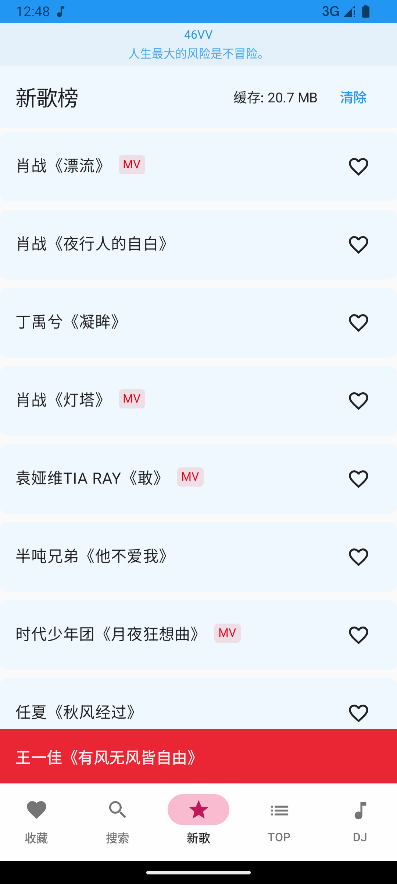 12:48 3G
46VV
人生最大的风险是不冒险。
新歌榜 缓存: 20.7 MB 清除
肖战《漂流》 MV
肖战《夜行人的自白》
丁禹兮《凝眸》
肖战《灯塔》 MV
袁娅维TIA RAY《敢》 MV
半吨兄弟《他不爱我》
时代少年团《月夜狂想曲》 MV
任夏《秋风经过》
王一佳《有风无风皆自由》
收藏 搜索 新歌 TOP DJ